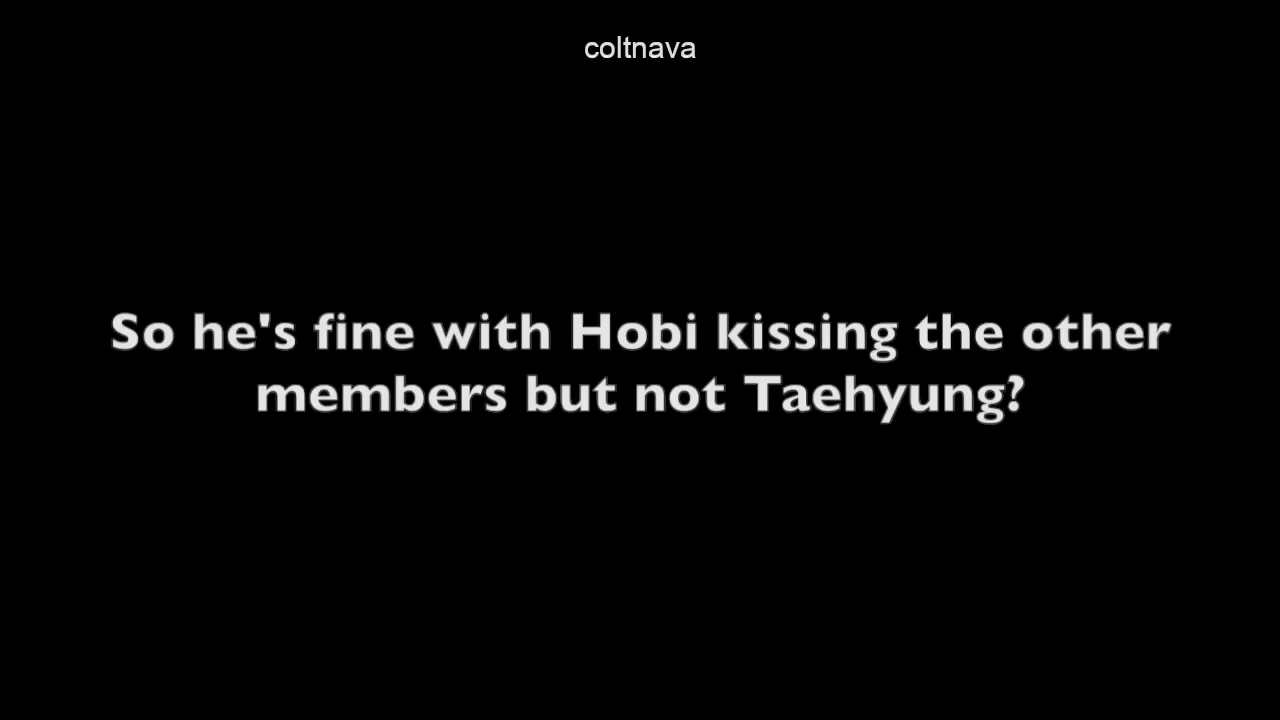 coltnava
So he's fine with Hobi kissing the other
members but not Taehyung?